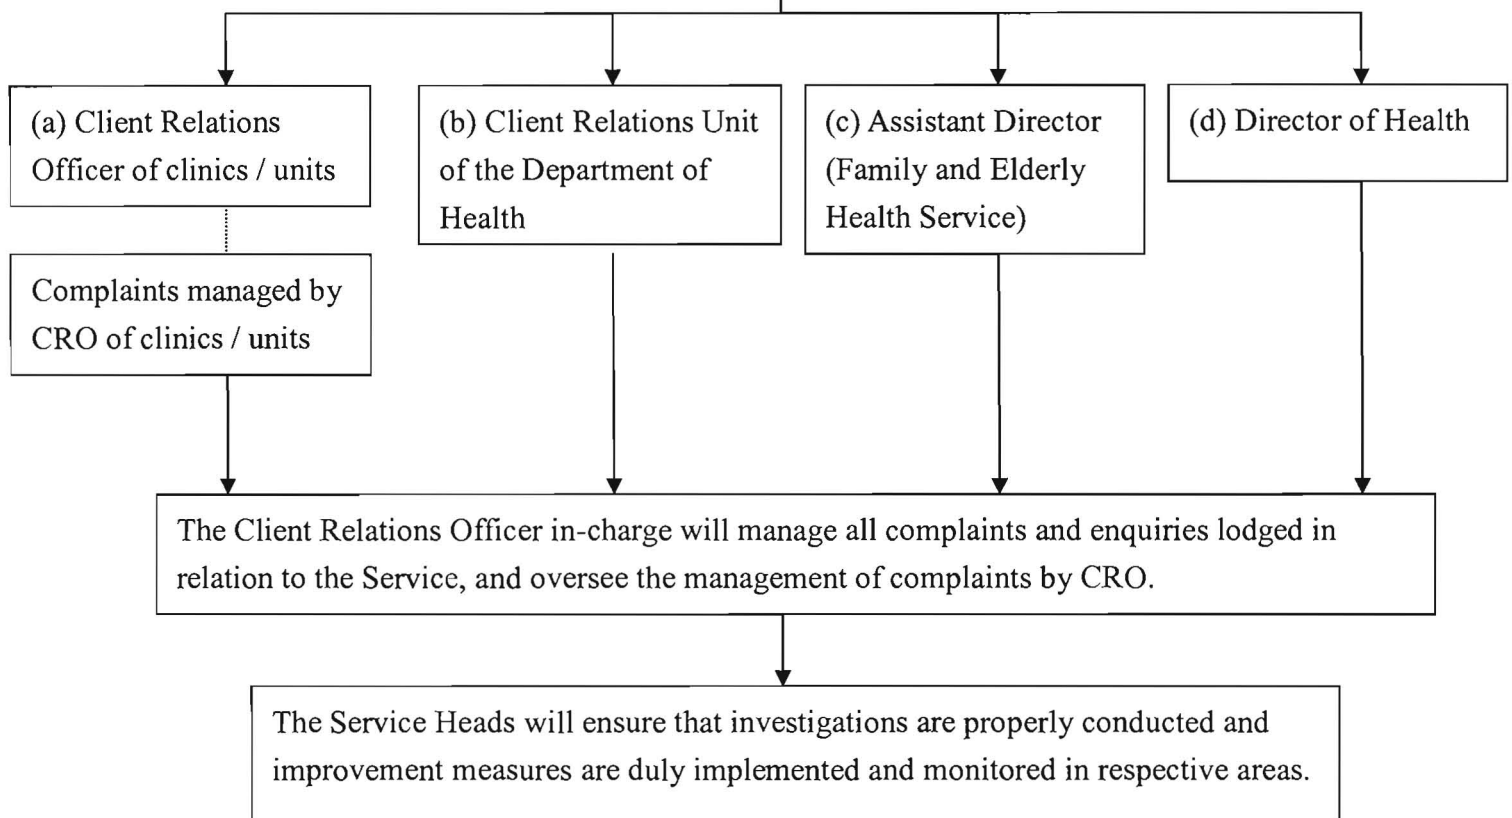 (a) Client Relations
Officer of clinics / units
(b) Client Relations Unit
of the Department of
Health
(c) Assistant Director
(Family and Elderly
Health Service)
(d) Director of Health
Complaints managed by
CRO of clinics / units
The Client Relations Officer in-charge will manage all complaints and enquiries lodged in
relation to the Service, and oversee the management of complaints by CRO.
The Service Heads will ensure that investigations are properly conducted and
improvement measures are duly implemented and monitored in respective areas.